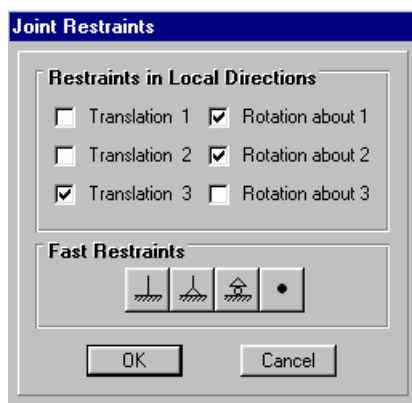 Joint Restraints
Restraints in Local Directions
Translation 1 Rotation about 1
Translation 2 Rotation about 2
Translation 3 Rotation about 3
Fast Restraints
OK Cancel